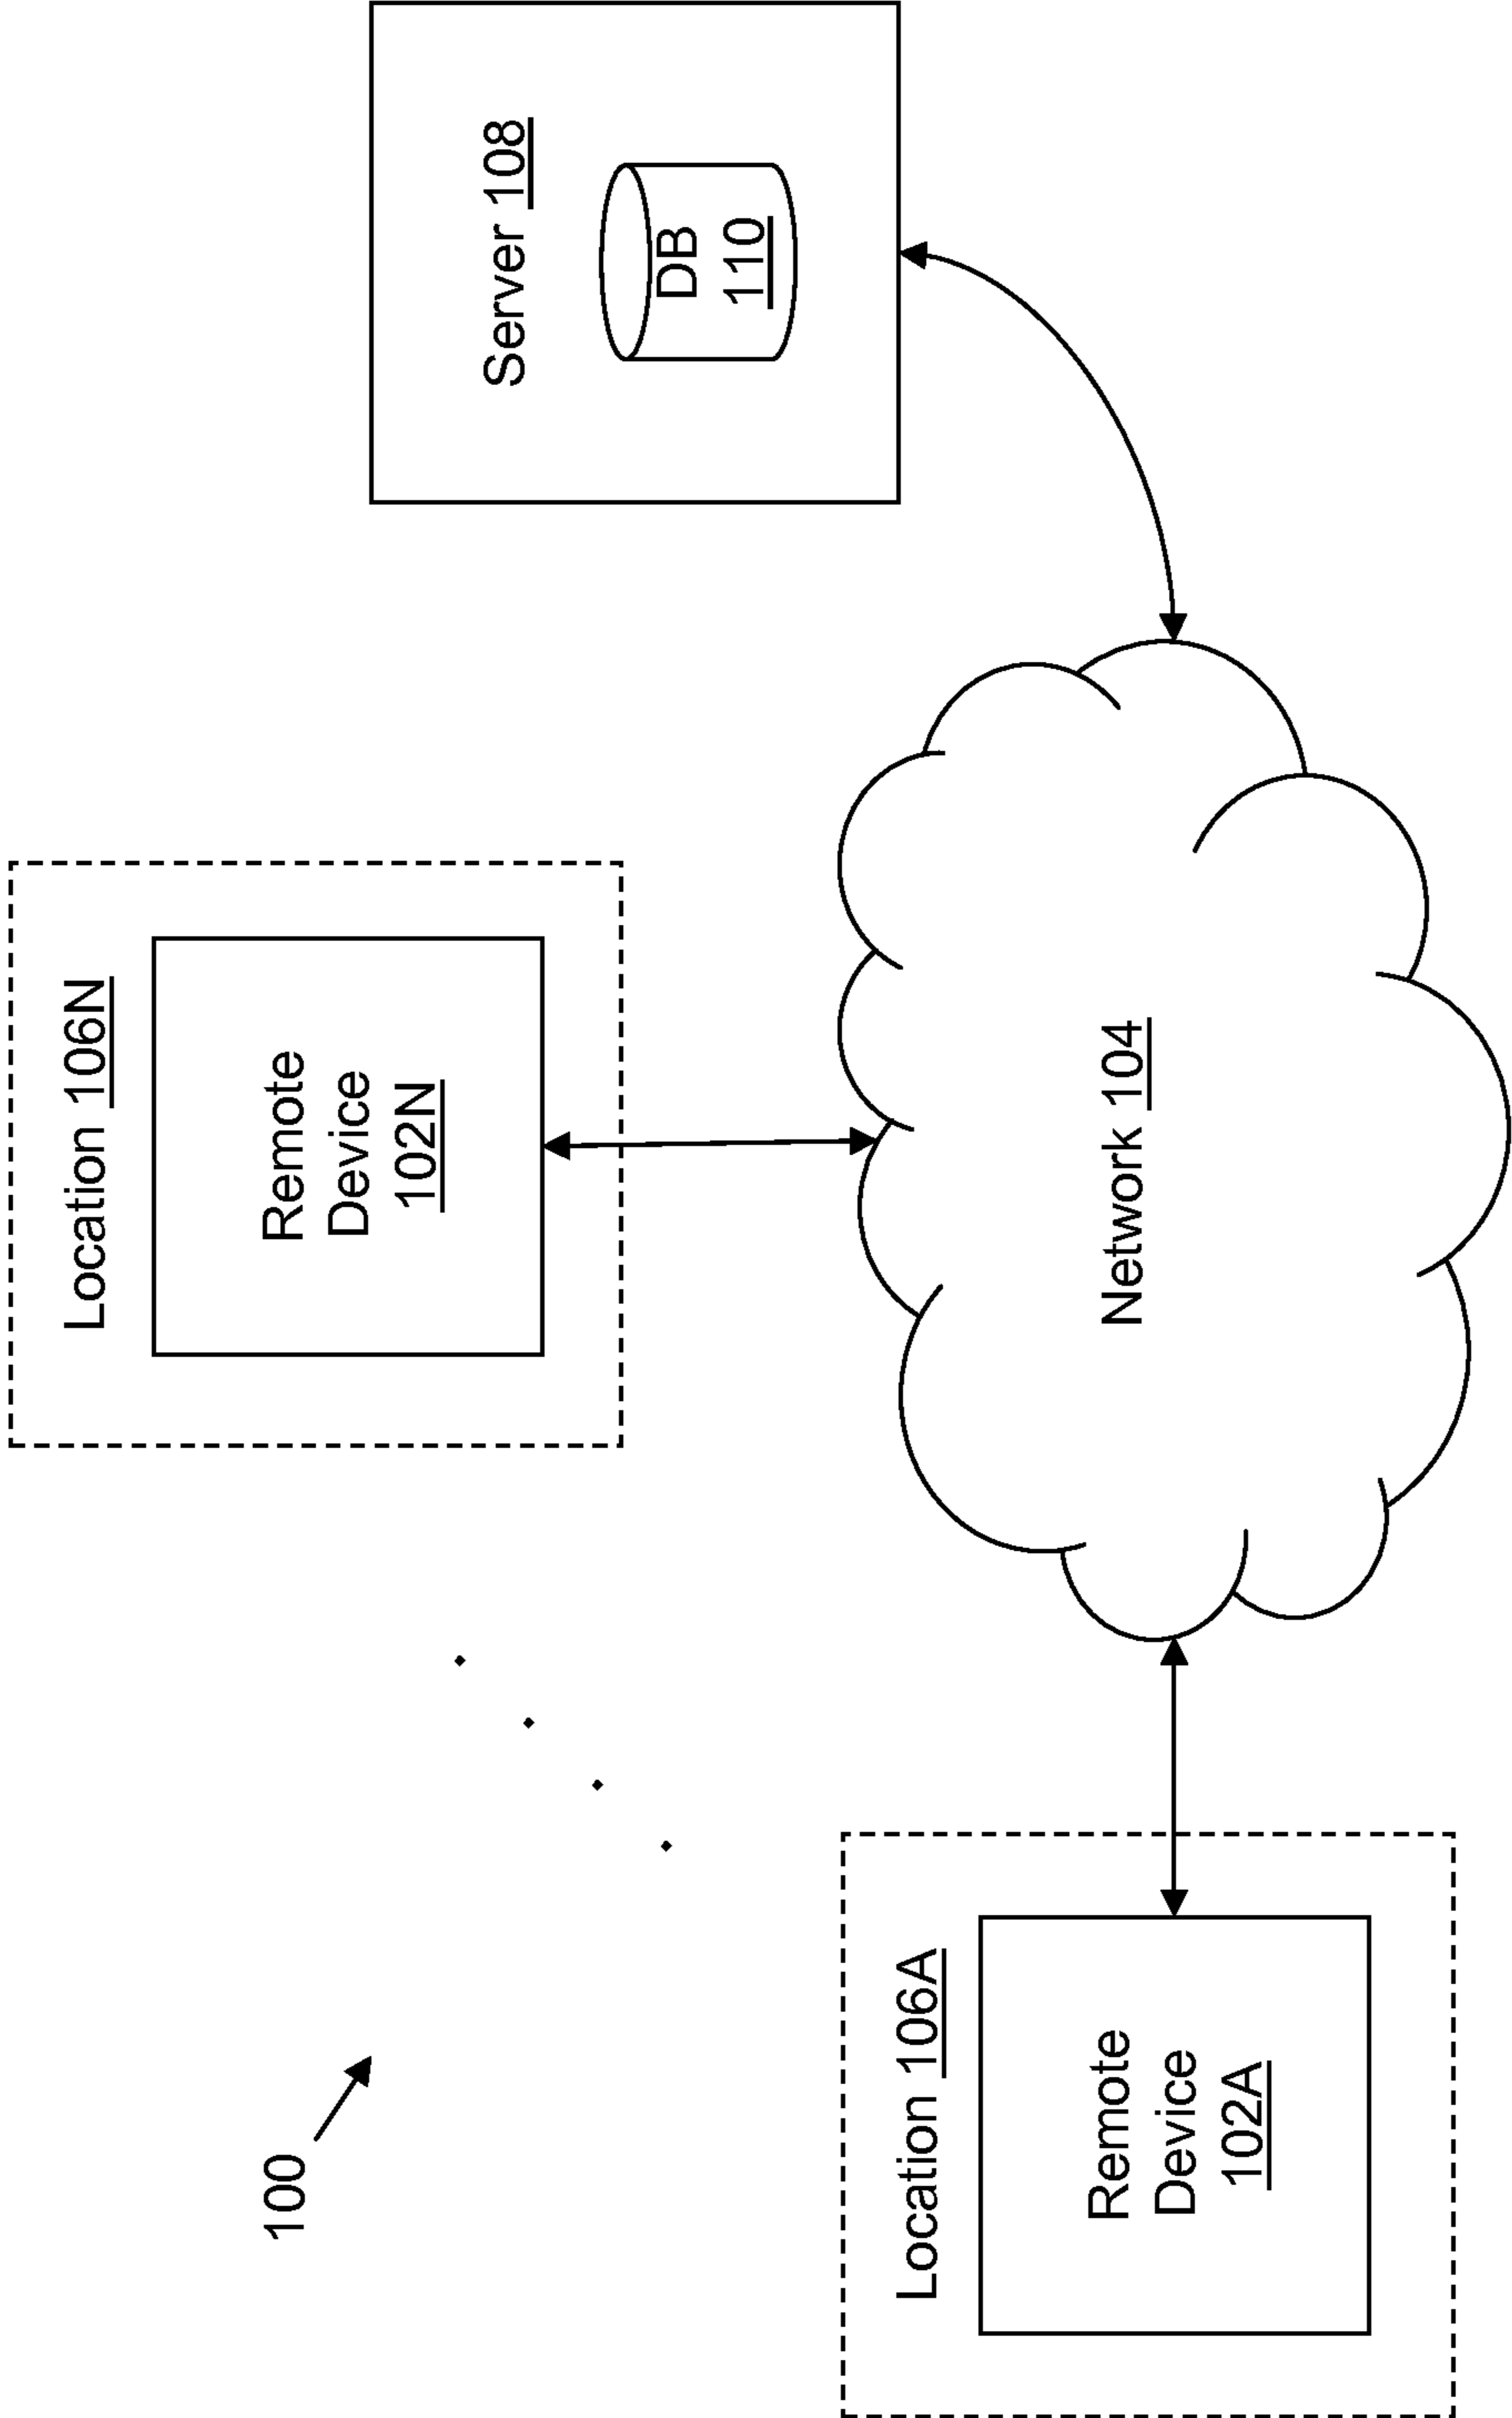 100
Location 106N
Remote
Device
102N
Server 108
DB
110
Location 106A
Remote
Device
102A
Network 104